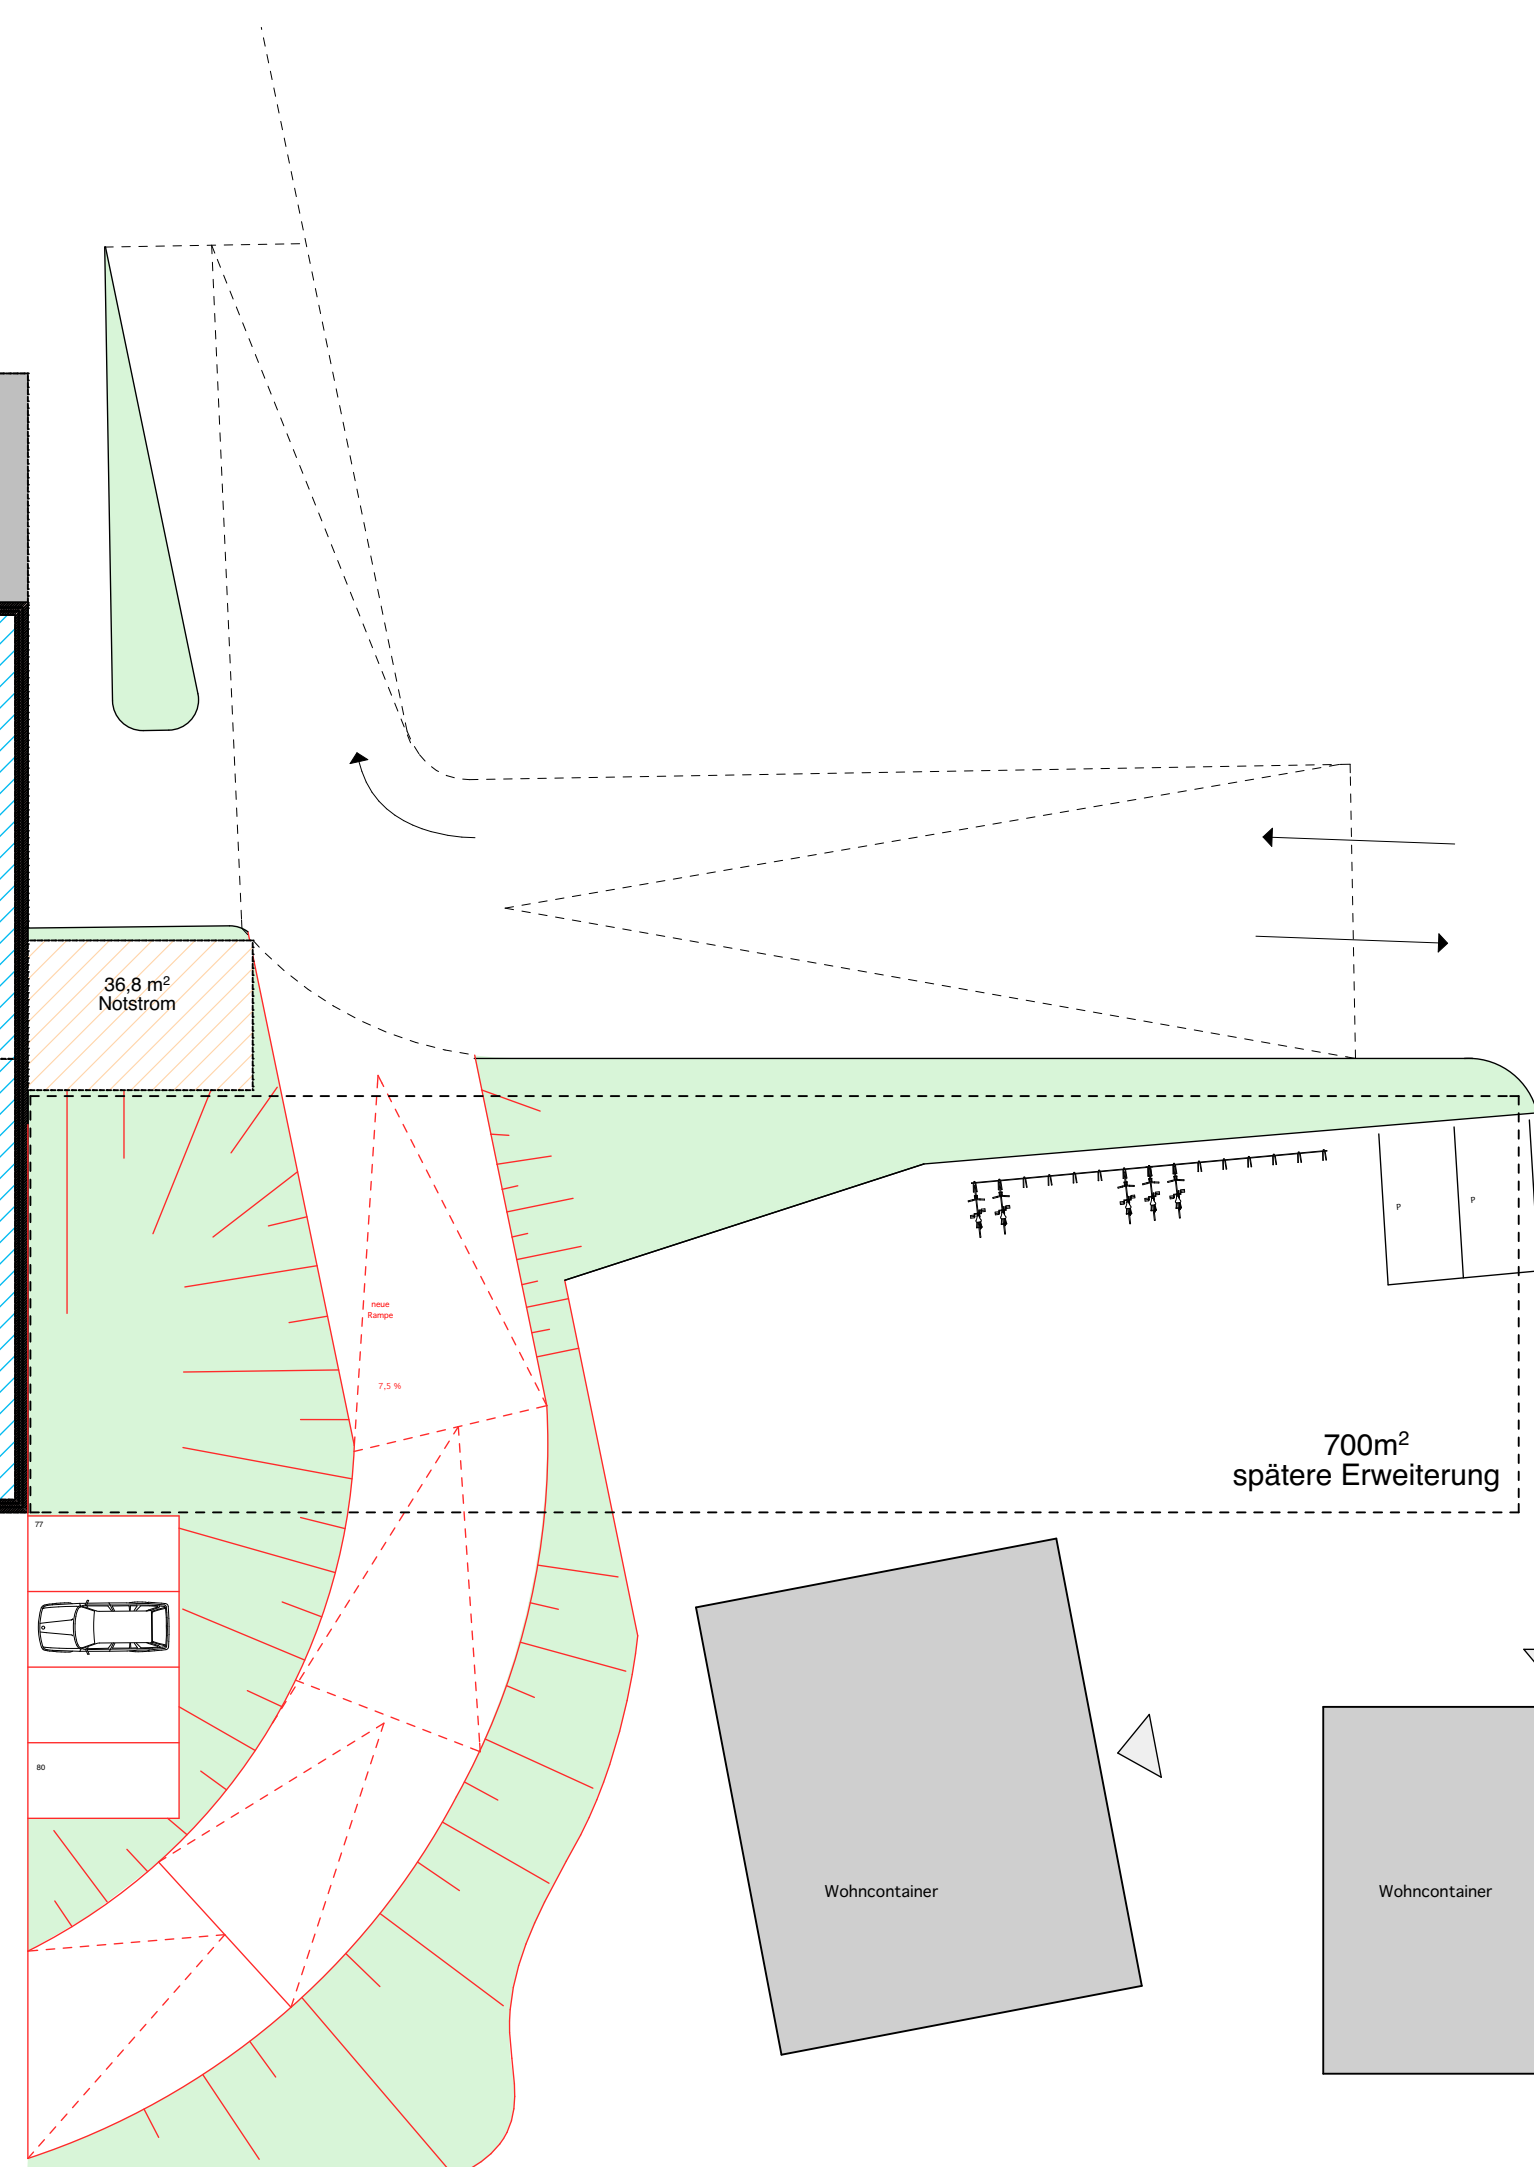 36,8 m²
Notstrom
P
P
neue
Rampe
7,5 %
700m²
spätere Erweiterung
77
80
Wohncontainer
Wohncontainer